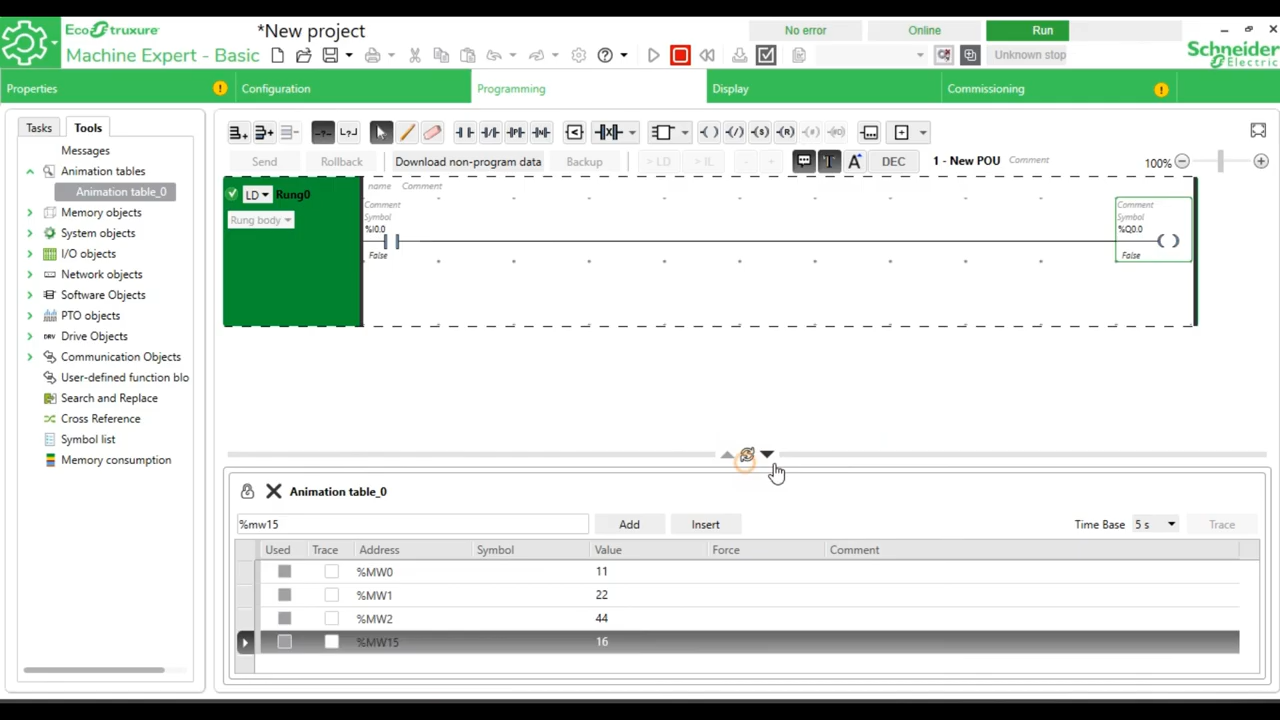 EcoStruxure
Machine Expert - Basic
*New project
No error
Online
Run
Unknown stop
Schneider
Electric
Properties
Configuration
Programming
Display
Commissioning
Tasks
Tools
Messages
Animation tables
Animation table_0
Memory objects
System objects
I/O objects
Network objects
Software Objects
PTO objects
DRV Drive Objects
Communication Objects
User-defined function blo
Search and Replace
Cross Reference
Symbol list
Memory consumption
Send
Rollback
Download non-program data
Backup
> LD
> IL
DEC
1 - New POU
Comment
100%
LD
Rung0
name
Comment
Rung body
Comment
Symbol
%I0.0
False
Comment
Symbol
%Q0.0
False
Animation table_0
%mw15
Add
Insert
Time Base
5 s
Trace
Used Trace Address Symbol Value Force Comment
%MW0 11
%MW1 22
%MW2 44
%MW15 16